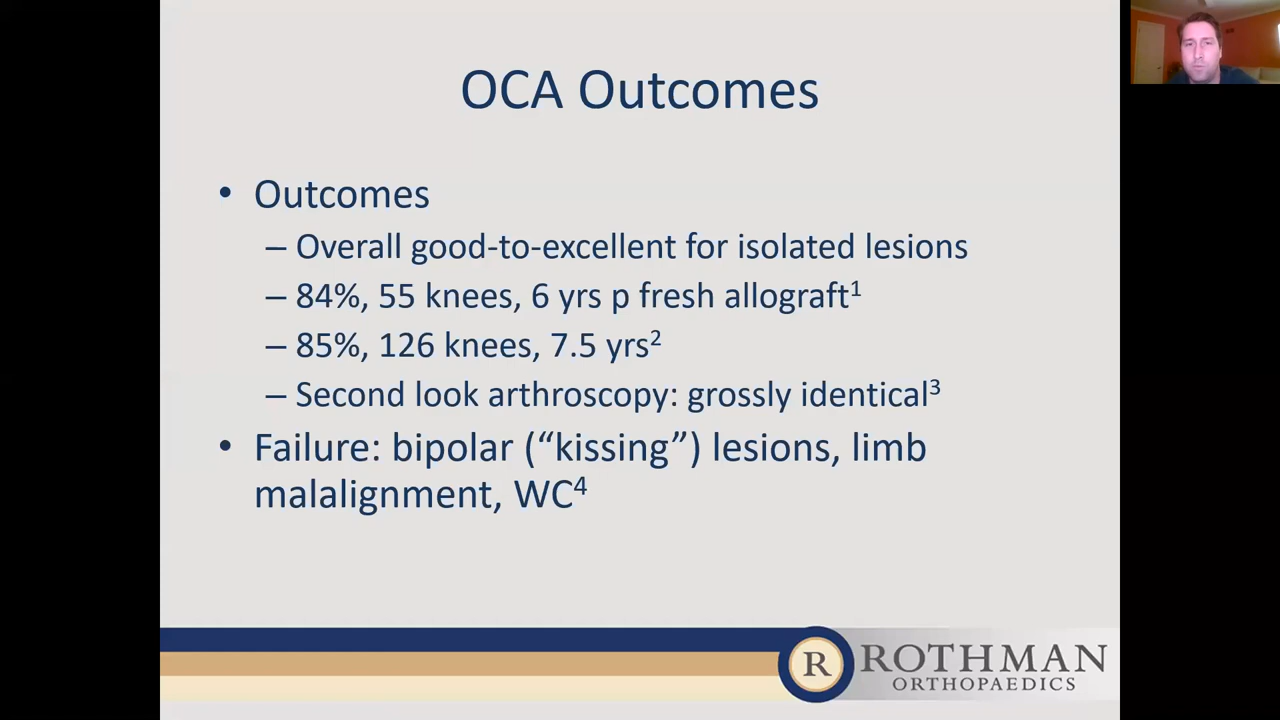 OCA Outcomes
• Outcomes
– Overall good-to-excellent for isolated lesions
– 84%, 55 knees, 6 yrs p fresh allograft¹
– 85%, 126 knees, 7.5 yrs²
– Second look arthroscopy: grossly identical³
• Failure: bipolar (“kissing”) lesions, limb
malalignment, WC⁴
R ROTHMAN
ORTHOPAEDICS